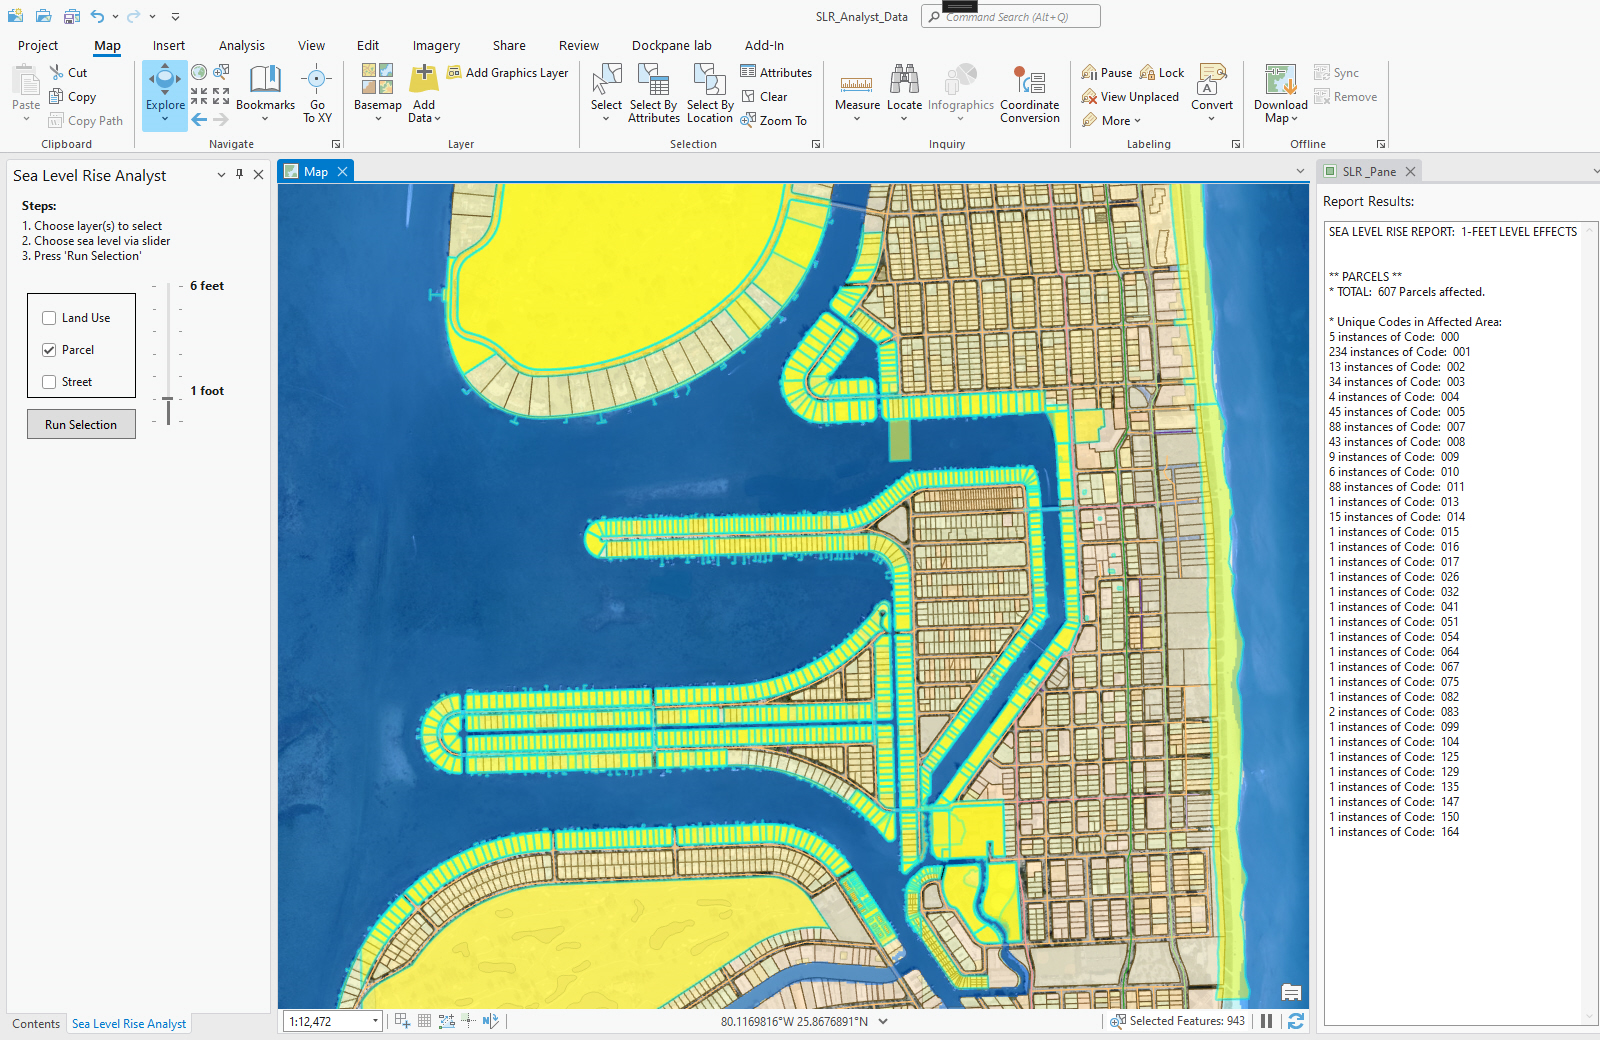 SLR_Analyst_Data
Command Search (Alt+Q)
Project Map Insert Analysis View Edit Imagery Share Review Dockpane lab Add-In
Paste
Cut
Copy
Copy Path
Clipboard
Explore
Bookmarks
Go To XY
Navigate
Basemap
Add Data
Add Graphics Layer
Layer
Select
Select By Attributes
Select By Location
Attributes
Clear
Zoom To
Selection
Measure
Locate
Infographics
Coordinate Conversion
Inquiry
Pause
Lock
View Unplaced
More
Convert
Labeling
Download Map
Sync
Remove
Offline
Sea Level Rise Analyst
Steps:
1. Choose layer(s) to select
2. Choose sea level via slider
3. Press 'Run Selection'
6 feet
Land Use
Parcel
Street
1 foot
Run Selection
Contents
Sea Level Rise Analyst
Map
1:12,472
80.1169816°W 25.8676891°N
Selected Features: 943
SLR_Pane
Report Results:
SEA LEVEL RISE REPORT: 1-FEET LEVEL EFFECTS
** PARCELS **
* TOTAL: 607 Parcels affected.
* Unique Codes in Affected Area:
5 instances of Code: 000
234 instances of Code: 001
13 instances of Code: 002
34 instances of Code: 003
4 instances of Code: 004
45 instances of Code: 005
88 instances of Code: 007
43 instances of Code: 008
9 instances of Code: 009
6 instances of Code: 010
88 instances of Code: 011
1 instances of Code: 013
15 instances of Code: 014
1 instances of Code: 015
1 instances of Code: 016
1 instances of Code: 017
1 instances of Code: 026
1 instances of Code: 032
1 instances of Code: 041
1 instances of Code: 051
1 instances of Code: 054
1 instances of Code: 064
1 instances of Code: 067
1 instances of Code: 075
1 instances of Code: 082
2 instances of Code: 083
1 instances of Code: 099
1 instances of Code: 104
1 instances of Code: 125
1 instances of Code: 129
1 instances of Code: 135
1 instances of Code: 147
1 instances of Code: 150
1 instances of Code: 164